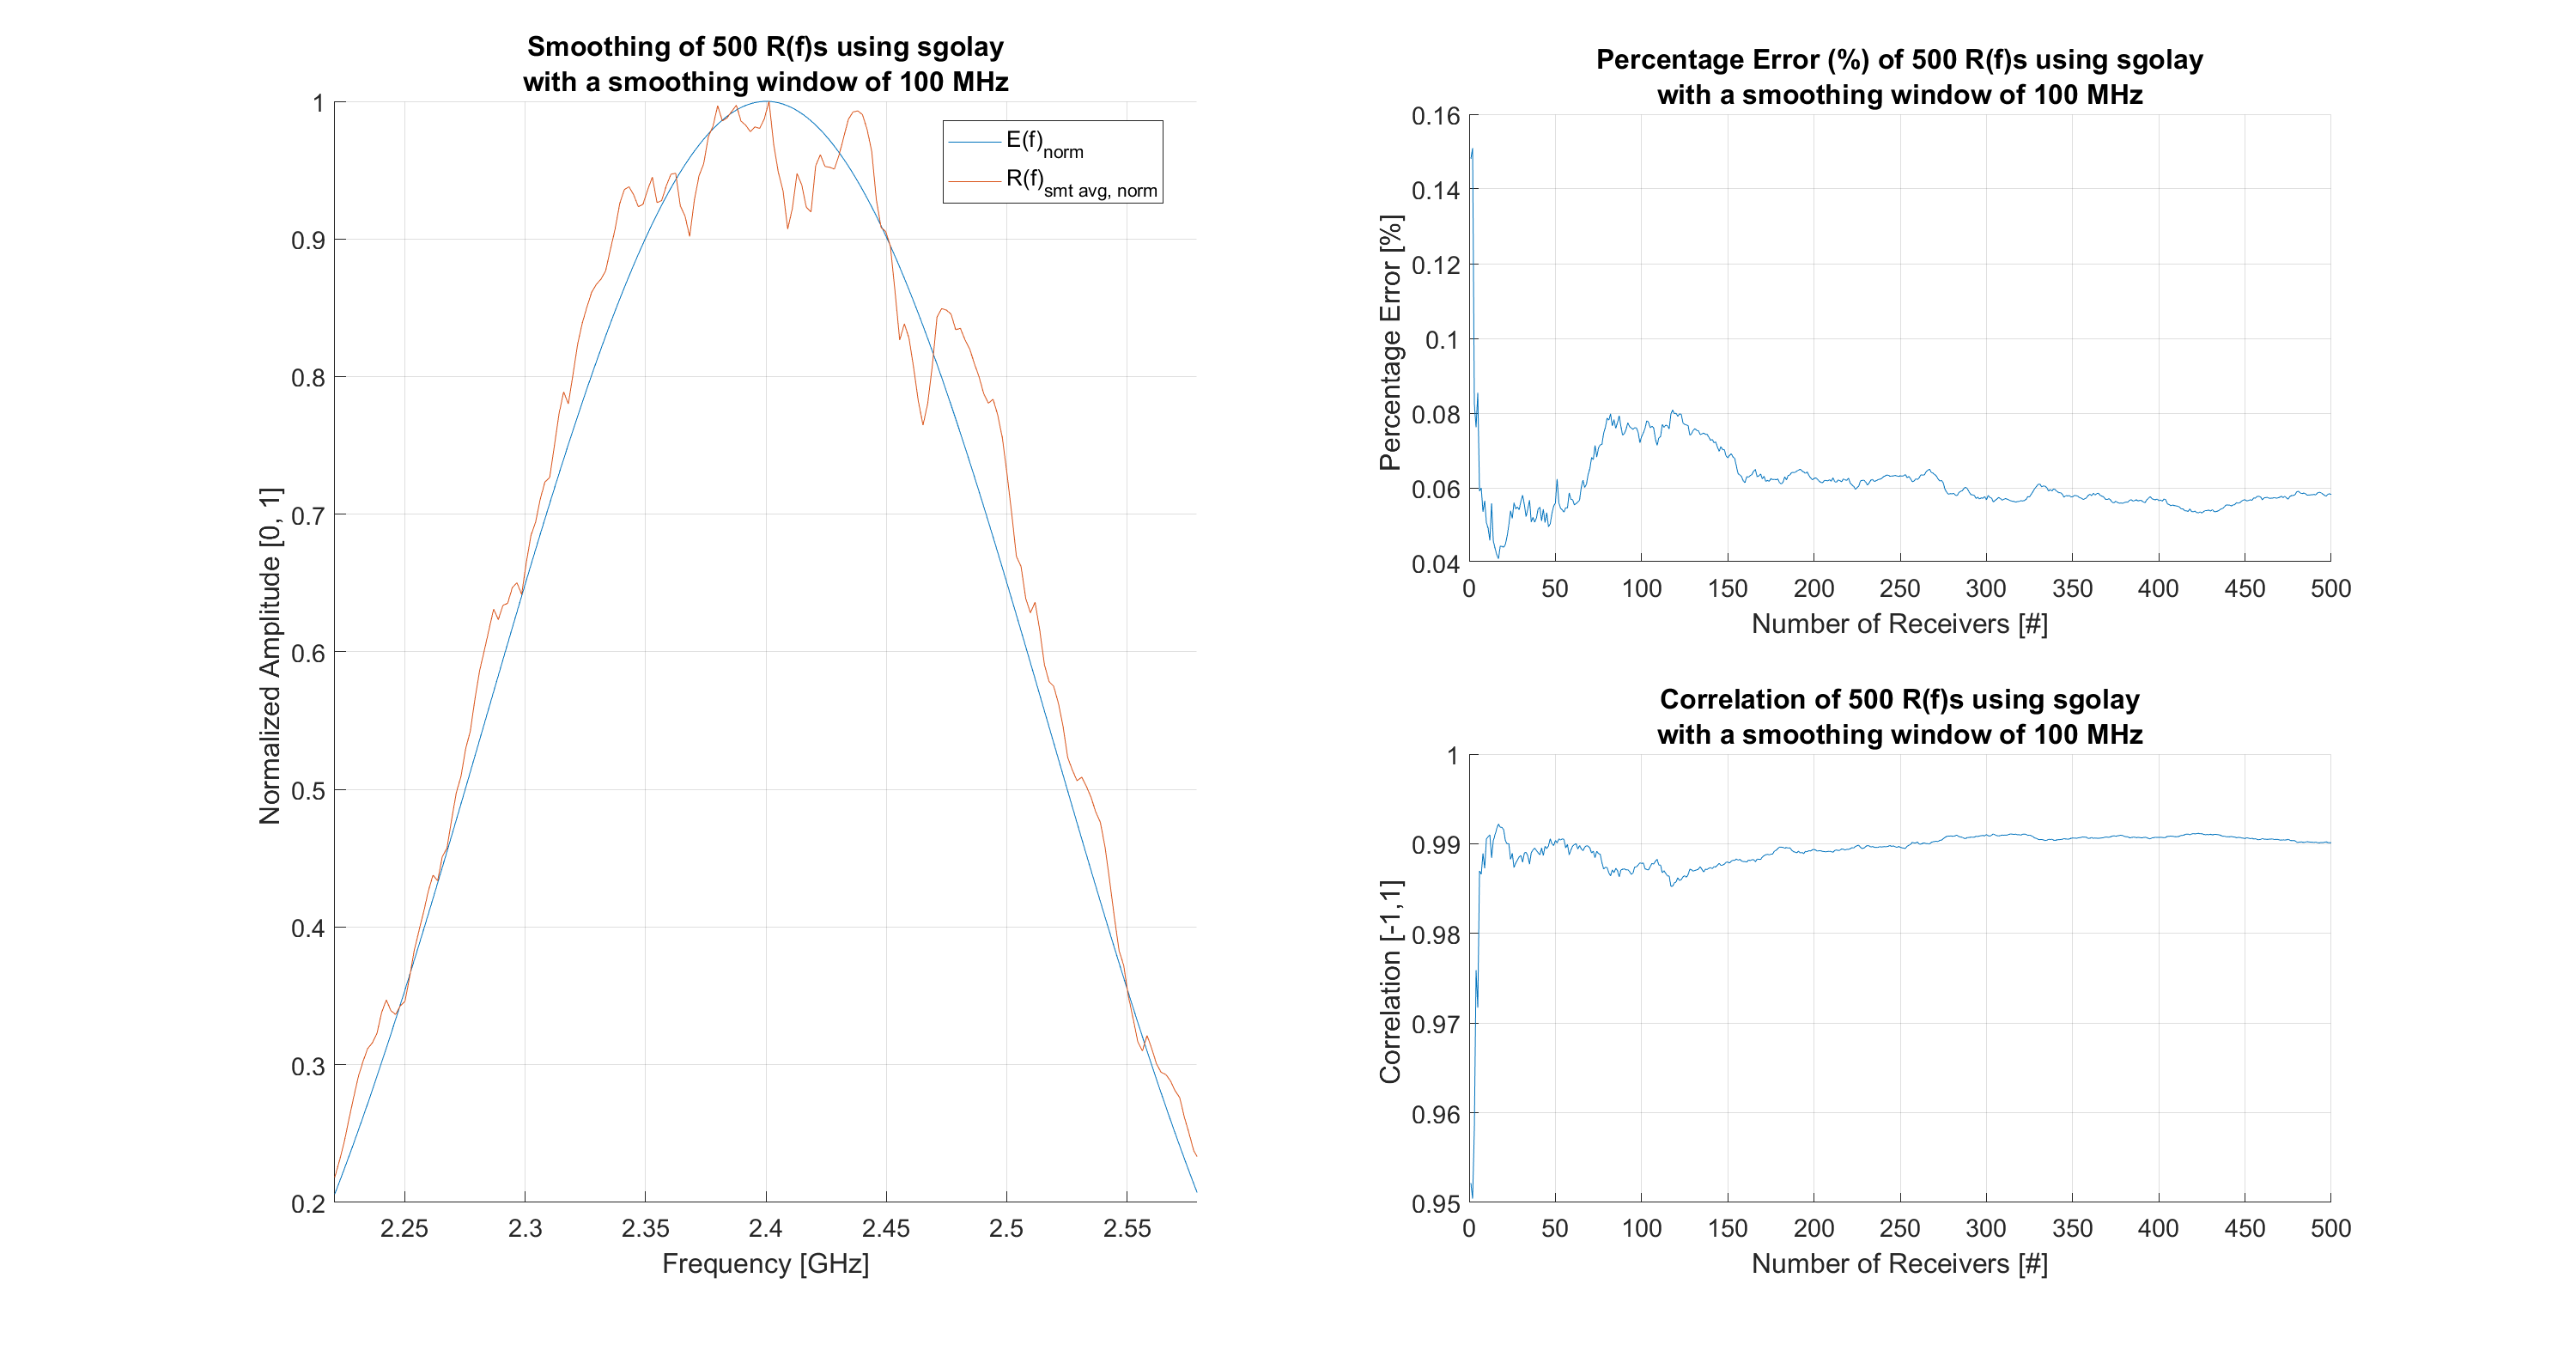 Smoothing of 500 R(f)s using sgolay
with a smoothing window of 100 MHz
1
0.9
0.8
0.7
0.6
0.5
0.4
0.3
0.2
Normalized Amplitude [0, 1]
2.25 2.3 2.35 2.4 2.45 2.5 2.55
Frequency [GHz]
E(f)norm
R(f)smt avg, norm
Percentage Error (%) of 500 R(f)s using sgolay
with a smoothing window of 100 MHz
0.16
0.14
0.12
0.1
0.08
0.06
0.04
Percentage Error [%]
0 50 100 150 200 250 300 350 400 450 500
Number of Receivers [#]
Correlation of 500 R(f)s using sgolay
with a smoothing window of 100 MHz
1
0.99
0.98
0.97
0.96
0.95
Correlation [-1,1]
0 50 100 150 200 250 300 350 400 450 500
Number of Receivers [#]